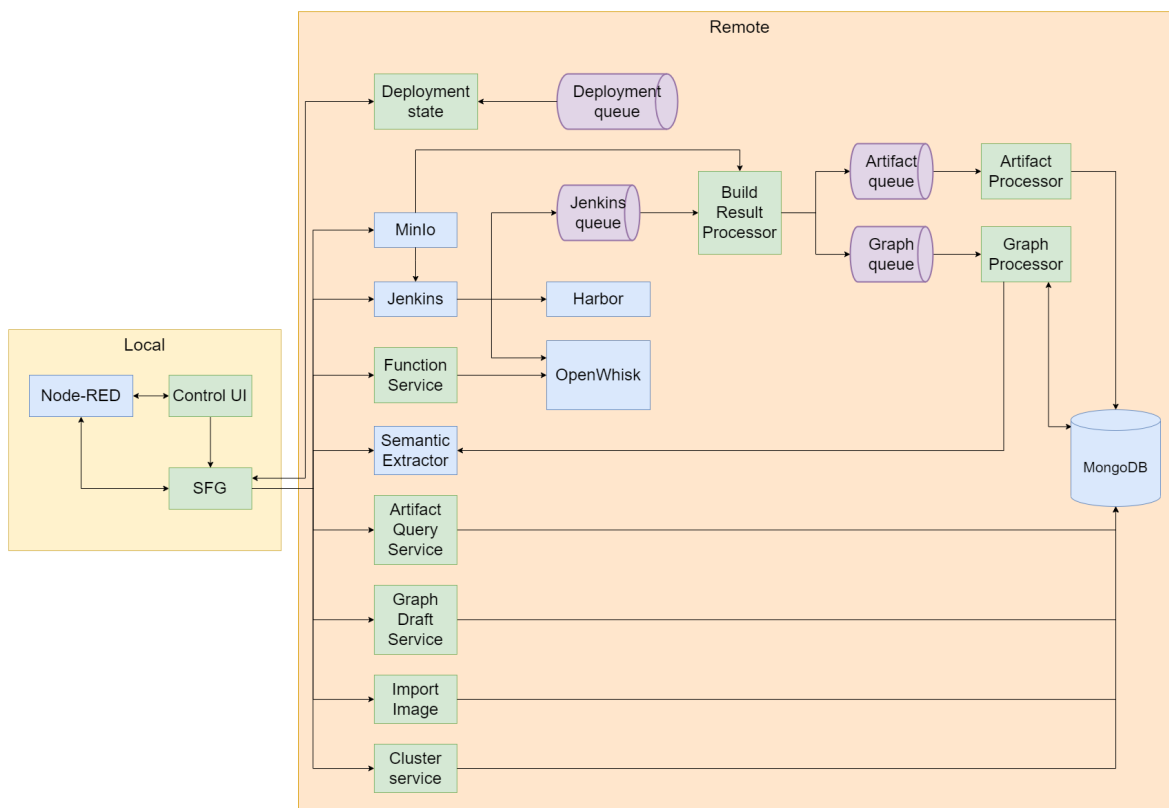 Remote
Deployment
state
Deployment
queue
Artifact
queue
Artifact
Processor
Build
Result
Processor
Jenkins
queue
MinIo
Graph
queue
Graph
Processor
Jenkins
Harbor
Local
Function
Service
OpenWhisk
Node-RED
Control UI
Semantic
Extractor
MongoDB
SFG
Artifact
Query
Service
Graph
Draft
Service
Import
Image
Cluster
service